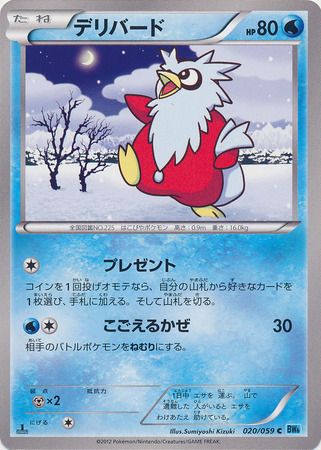 たね
デリバード
HP80
全国図鑑NO.225 はこびやポケモン 高さ:0.9m 重さ:16.0kg
プレゼント
コインを1回投げオモテなら、自分の山札から好きなカードを
1枚選び、手札に加える。そして山札を切る。
こごえるかぜ 30
相手のバトルポケモンをねむりにする。
弱点 抵抗力
×2
にげる
1日中 エサを 運ぶ。 山で
遭難した 人がいると エサを
わけあたえ 助けている。
Illus.Sumiyoshi Kizuki
020/059 C
©2012 Pokémon/Nintendo/Creatures/GAME FREAK.